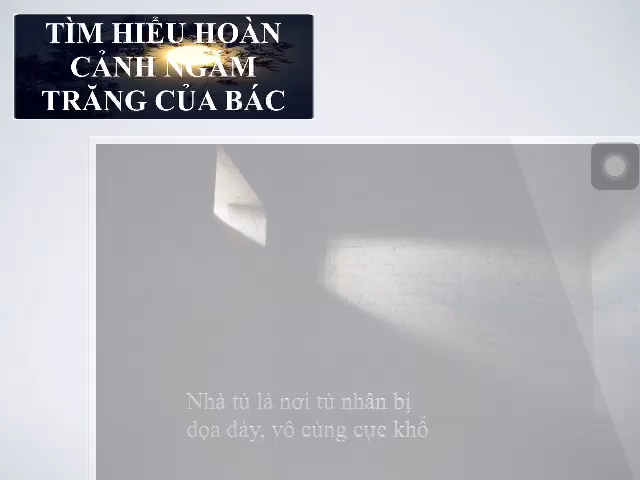 TÌM HIỂU HOÀN
CẢNH NGẮM
TRĂNG CỦA BÁC
Nhà tù là nơi tù nhân bị
dọa đày, vô cùng cực khổ